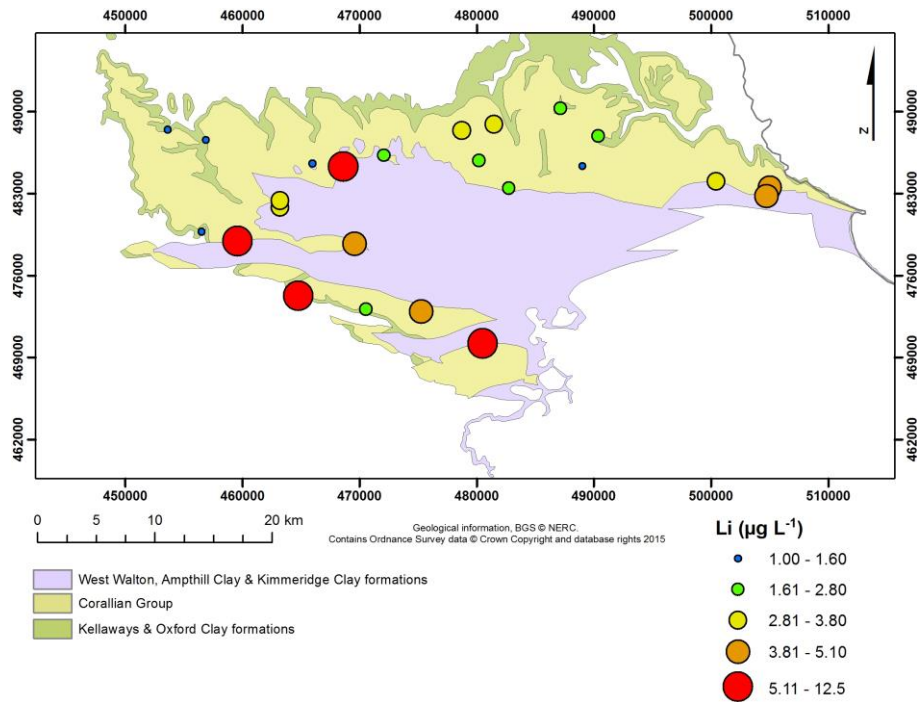 450000 460000 470000 480000 490000 500000 510000
490000 490000
483000 483000
476000 476000
469000 469000
462000 462000
N
450000 460000 470000 480000 490000 500000 510000
0 5 10 20 km
Geological information, BGS © NERC.
Contains Ordnance Survey data © Crown Copyright and database rights 2015
West Walton, Ampthill Clay & Kimmeridge Clay formations
Corallian Group
Kellaways & Oxford Clay formations
Li (µg L⁻¹)
1.00 - 1.60
1.61 - 2.80
2.81 - 3.80
3.81 - 5.10
5.11 - 12.5